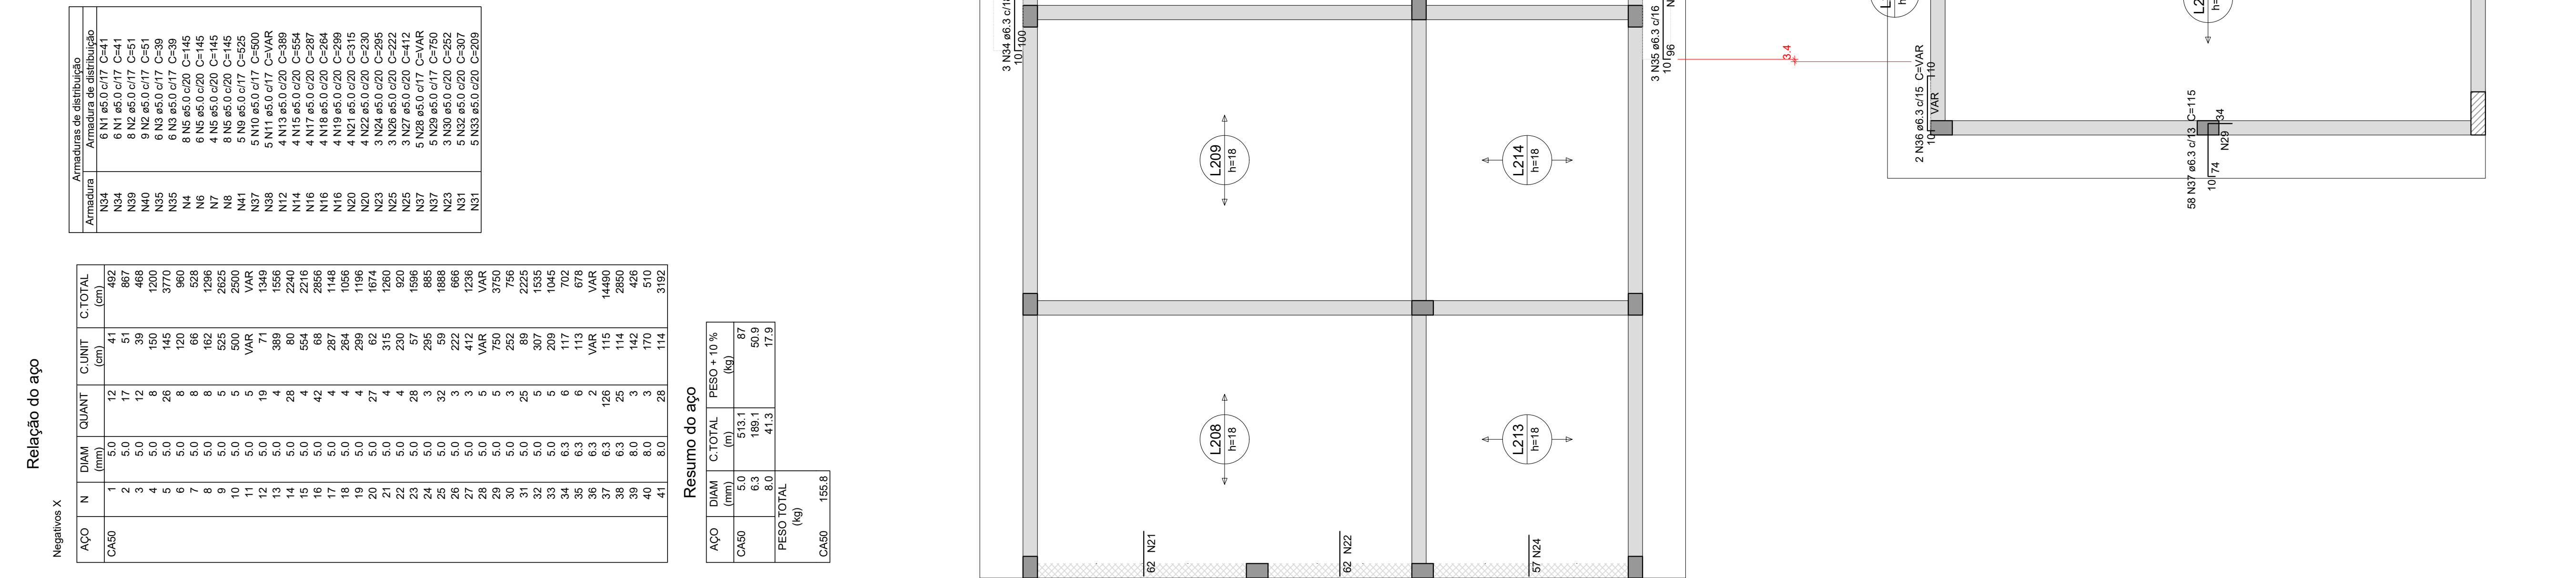 Armaduras de distribuição
Armadura Armadura de distribuição
N34 6 N1 ø5.0 c/17 C=41
N34 6 N1 ø5.0 c/17 C=41
N39 8 N2 ø5.0 c/17 C=51
N40 9 N2 ø5.0 c/17 C=51
N35 6 N3 ø5.0 c/17 C=39
N35 6 N3 ø5.0 c/17 C=39
N4 8 N5 ø5.0 c/20 C=145
N6 6 N5 ø5.0 c/20 C=145
N7 4 N5 ø5.0 c/20 C=145
N8 8 N5 ø5.0 c/20 C=145
N41 5 N9 ø5.0 c/17 C=525
N37 5 N10 ø5.0 c/17 C=500
N38 5 N11 ø5.0 c/17 C=VAR
N12 4 N13 ø5.0 c/20 C=389
N14 4 N15 ø5.0 c/20 C=554
N16 4 N17 ø5.0 c/20 C=287
N16 4 N18 ø5.0 c/20 C=264
N16 4 N19 ø5.0 c/20 C=299
N20 4 N21 ø5.0 c/20 C=315
N20 4 N22 ø5.0 c/20 C=230
N23 3 N24 ø5.0 c/20 C=295
N25 3 N26 ø5.0 c/20 C=222
N25 3 N27 ø5.0 c/20 C=412
N37 5 N28 ø5.0 c/17 C=VAR
N37 5 N29 ø5.0 c/17 C=750
N23 3 N30 ø5.0 c/20 C=252
N31 5 N32 ø5.0 c/20 C=307
N31 5 N33 ø5.0 c/20 C=209
Relação do aço
Negativos X
AÇO N DIAM (mm) QUANT C.UNIT (cm) C.TOTAL (cm)
CA50 1 5.0 12 41 492
2 5.0 17 51 867
3 5.0 12 39 468
4 5.0 8 150 1200
5 5.0 26 145 3770
6 5.0 8 120 960
7 5.0 8 66 528
8 5.0 8 162 1296
9 5.0 5 525 2625
10 5.0 5 500 2500
11 5.0 5 VAR VAR
12 5.0 19 71 1349
13 5.0 4 389 1556
14 5.0 28 80 2240
15 5.0 4 554 2216
16 5.0 42 68 2856
17 5.0 4 287 1148
18 5.0 4 264 1056
19 5.0 4 299 1196
20 5.0 27 62 1674
21 5.0 4 315 1260
22 5.0 4 230 920
23 5.0 28 57 1596
24 5.0 3 295 885
25 5.0 32 59 1888
26 5.0 3 222 666
27 5.0 3 412 1236
28 5.0 5 VAR VAR
29 5.0 5 750 3750
30 5.0 3 252 756
31 5.0 25 89 2225
32 5.0 5 307 1535
33 5.0 5 209 1045
34 6.3 6 117 702
35 6.3 6 113 678
36 6.3 2 VAR VAR
37 6.3 126 115 14490
38 6.3 25 114 2850
39 8.0 3 142 426
40 8.0 3 170 510
41 8.0 28 114 3192
Resumo do aço
AÇO DIAM (mm) C.TOTAL (m) PESO + 10 % (kg)
CA50 5.0 513.1 87
6.3 189.1 50.9
8.0 41.3 17.9
PESO TOTAL
(kg)
CA50 155.8
10 100
L209
h=18
L214
h=18
L208
h=18
L213
h=18
62 N21
62 N22
57 N24
3 N35 ø6.3 c/16
10 96
3.4
2 N36 ø6.3 c/15 C=VAR
10 VAR 110
58 N37 ø6.3 c/13 C=115
10 74 34
N29